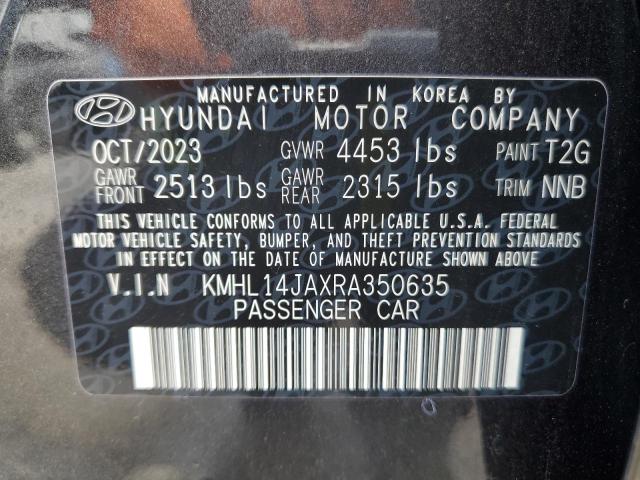 MANUFACTURED IN KOREA BY
HYUNDAI MOTOR COMPANY
OCT/2023 GVWR 4453 lbs PAINT T2G
GAWR FRONT 2513 lbs GAWR REAR 2315 lbs TRIM NNB
THIS VEHICLE CONFORMS TO ALL APPLICABLE U.S.A. FEDERAL
MOTOR VEHICLE SAFETY, BUMPER, AND THEFT PREVENTION STANDARDS
IN EFFECT ON THE DATE OF MANUFACTURE SHOWN ABOVE.
V.I.N KMHL14JAXRA350635
PASSENGER CAR